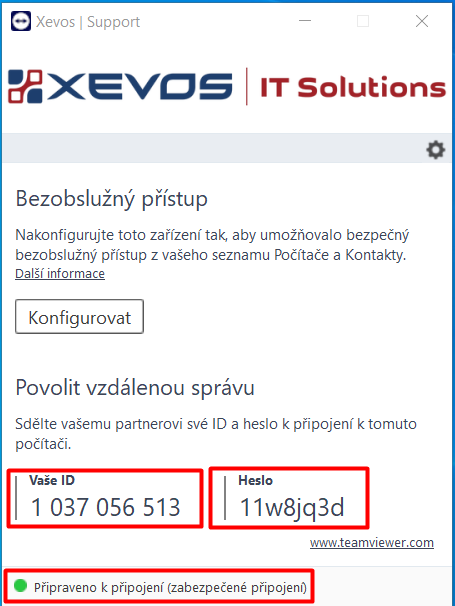 Xevos | Support
XEVOS | IT Solutions
Bezobslužný přístup
Nakonfigurujte toto zařízení tak, aby umožňovalo bezpečný
bezobslužný přístup z vašeho seznamu Počítače a Kontakty.
Další informace
Konfigurovat
Povolit vzdálenou správu
Sdělte vašemu partnerovi své ID a heslo k připojení k tomuto
počítači.
Vaše ID
1 037 056 513
Heslo
11w8jq3d
www.teamviewer.com
Připraveno k připojení (zabezpečené připojení)